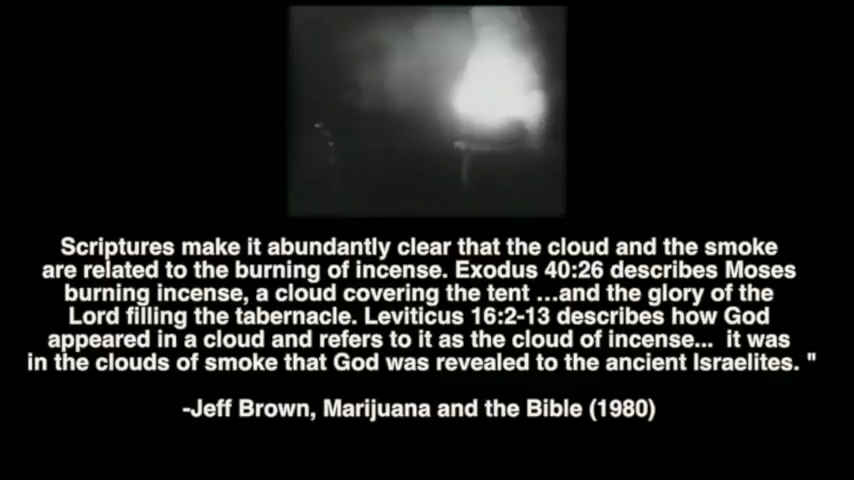 Scriptures make it abundantly clear that the cloud and the smoke
are related to the burning of incense. Exodus 40:26 describes Moses
burning incense, a cloud covering the tent ...and the glory of the
Lord filling the tabernacle. Leviticus 16:2-13 describes how God
appeared in a cloud and refers to it as the cloud of incense... it was
in the clouds of smoke that God was revealed to the ancient Israelites. "
-Jeff Brown, Marijuana and the Bible (1980)